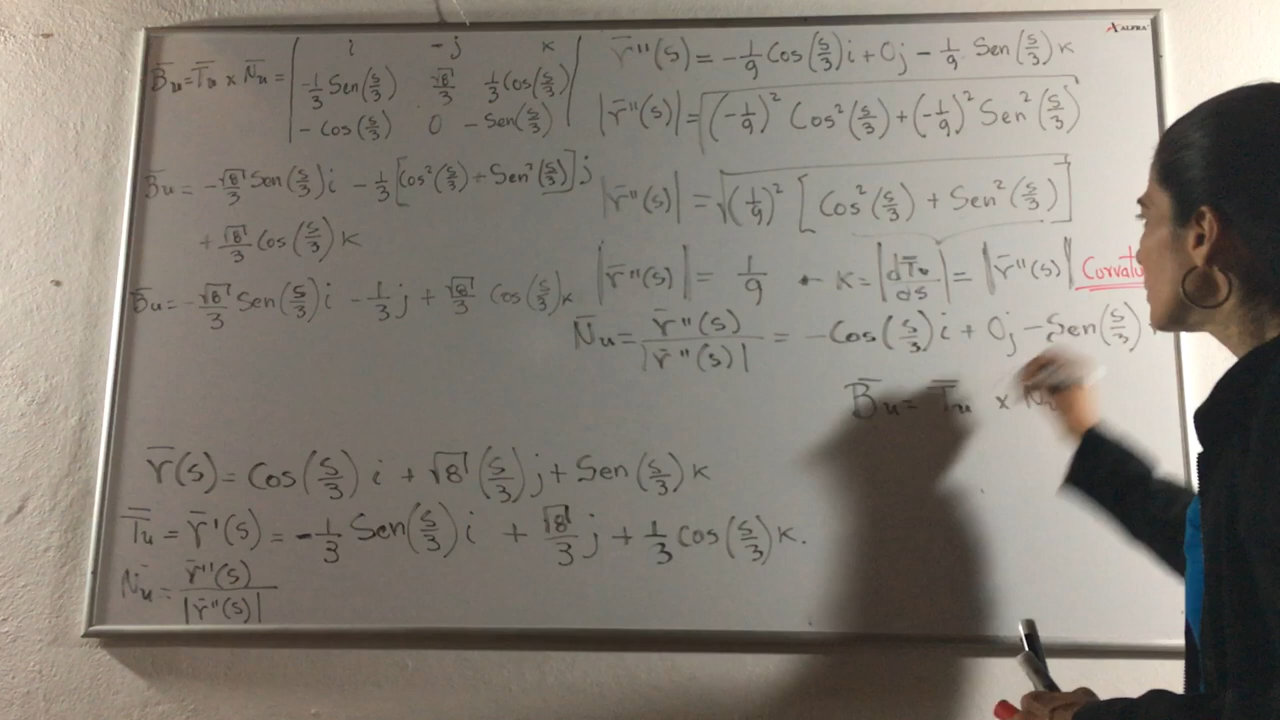 ALFRA
B̄u = T̄u x N̄u = | i -j k
-1/3 Sen(s/3) √8/3 1/3 Cos(s/3)
- Cos(s/3) 0 - Sen(s/3) |
B̄u = -√8/3 Sen(s/3)i - 1/3 [Cos²(s/3) + Sen²(s/3)] j
+ √8/3 Cos(s/3) k
B̄u = -√8/3 Sen(s/3)i - 1/3 j + √8/3 Cos(s/3)k
r̄''(s) = -1/9 Cos(s/3)i + 0j - 1/9 Sen(s/3)k
|r̄''(s)| = √((-1/9)² Cos²(s/3) + (-1/9)² Sen²(s/3))
|r̄''(s)| = √((1/9)² [Cos²(s/3) + Sen²(s/3)])
|r̄''(s)| = 1/9 ← K = |dT̄u/ds| = |r̄''(s)|
N̄u = r̄''(s)/|r̄''(s)| = -Cos(s/3)i + 0j - Sen(s/3)
B̄u = T̄u x N̄u
r̄(s) = Cos(s/3)i + √8(s/3)j + Sen(s/3)k
T̄u = r̄'(s) = -1/3 Sen(s/3)i + √8/3 j + 1/3 Cos(s/3)k.
N̄u = r̄''(s)/|r̄''(s)|